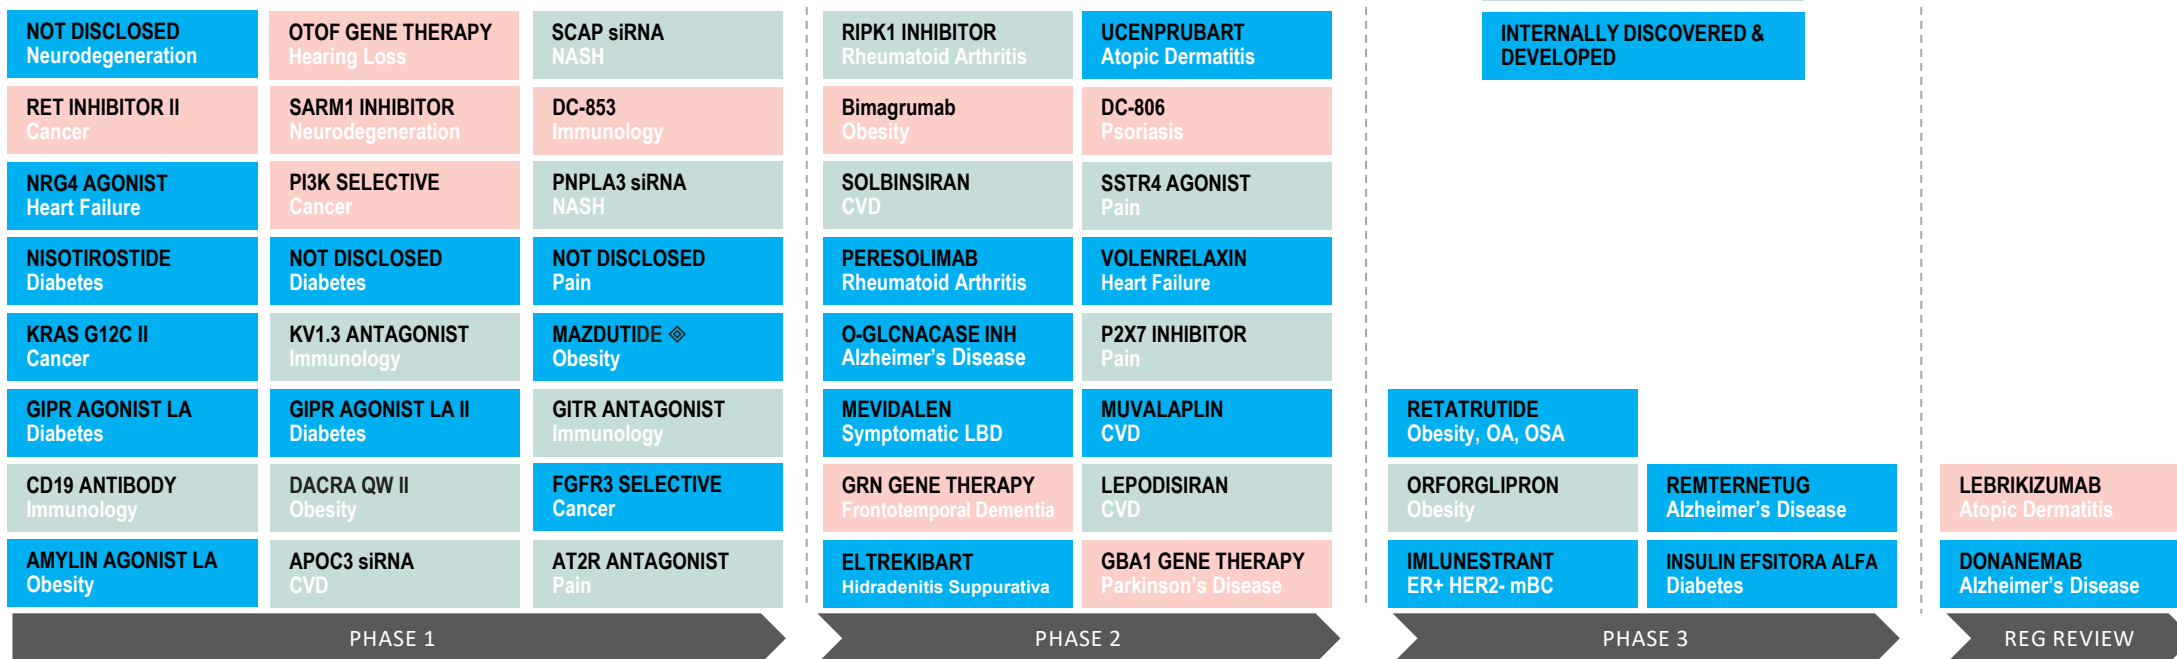 NOT DISCLOSED
Neurodegeneration
OTOF GENE THERAPY
Hearing Loss
SCAP siRNA
NASH
RET INHIBITOR II
Cancer
SARM1 INHIBITOR
Neurodegeneration
DC-853
Immunology
NRG4 AGONIST
Heart Failure
PI3K SELECTIVE
Cancer
PNPLA3 siRNA
NASH
NISOTIROSTIDE
Diabetes
NOT DISCLOSED
Diabetes
NOT DISCLOSED
Pain
KRAS G12C II
Cancer
KV1.3 ANTAGONIST
Immunology
MAZDUTIDE
Obesity
GIPR AGONIST LA
Diabetes
GIPR AGONIST LA II
Diabetes
GITR ANTAGONIST
Immunology
CD19 ANTIBODY
Immunology
DACRA QW II
Obesity
FGFR3 SELECTIVE
Cancer
AMYLIN AGONIST LA
Obesity
APOC3 siRNA
CVD
AT2R ANTAGONIST
Pain
PHASE 1
RIPK1 INHIBITOR
Rheumatoid Arthritis
UCENPRUBART
Atopic Dermatitis
Bimagrumab
Obesity
DC-806
Psoriasis
SOLBINSIRAN
CVD
SSTR4 AGONIST
Pain
PERESOLIMAB
Rheumatoid Arthritis
VOLENRELAXIN
Heart Failure
O-GLCNACASE INH
Alzheimer's Disease
P2X7 INHIBITOR
Pain
MEVIDALEN
Symptomatic LBD
MUVALAPLIN
CVD
GRN GENE THERAPY
Frontotemporal Dementia
LEPODISIRAN
CVD
ELTREKIBART
Hidradenitis Suppurativa
GBA1 GENE THERAPY
Parkinson's Disease
PHASE 2
INTERNALLY DISCOVERED &
DEVELOPED
RETATRUTIDE
Obesity, OA, OSA
ORFORGLIPRON
Obesity
REMTERNETUG
Alzheimer's Disease
IMLUNESTRANT
ER+ HER2- mBC
INSULIN EFSITORA ALFA
Diabetes
PHASE 3
LEBRIKIZUMAB
Atopic Dermatitis
DONANEMAB
Alzheimer's Disease
REG REVIEW